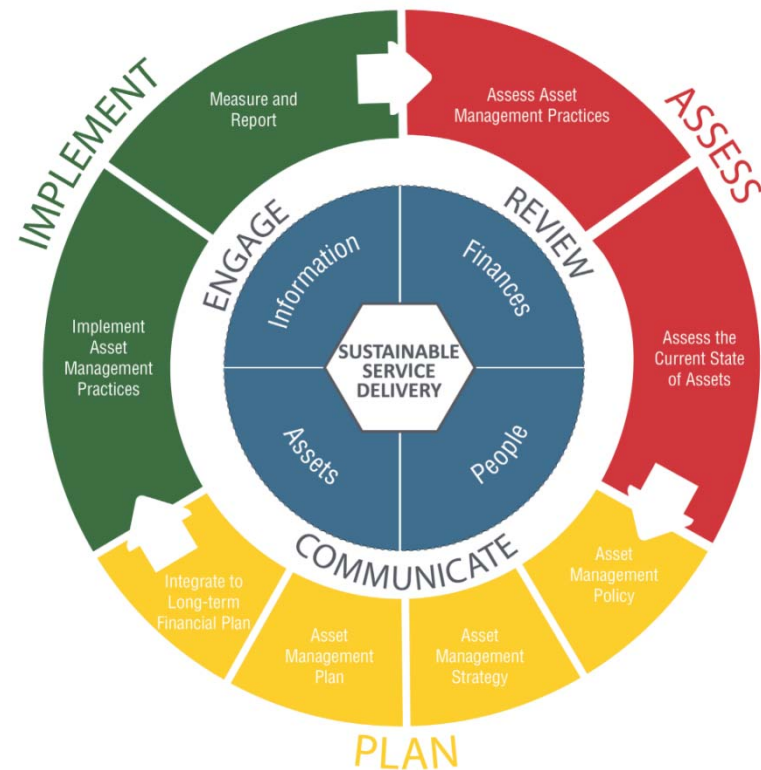 IMPLEMENT
Measure and
Report
Implement
Asset
Management
Practices
ASSESS
Assess Asset
Management Practices
Assess the
Current State
of Assets
PLAN
Asset
Management
Policy
Asset
Management
Strategy
Asset
Management
Plan
Integrate to
Long-term
Financial Plan
ENGAGE
REVIEW
COMMUNICATE
Information
Finances
Assets
People
SUSTAINABLE
SERVICE
DELIVERY